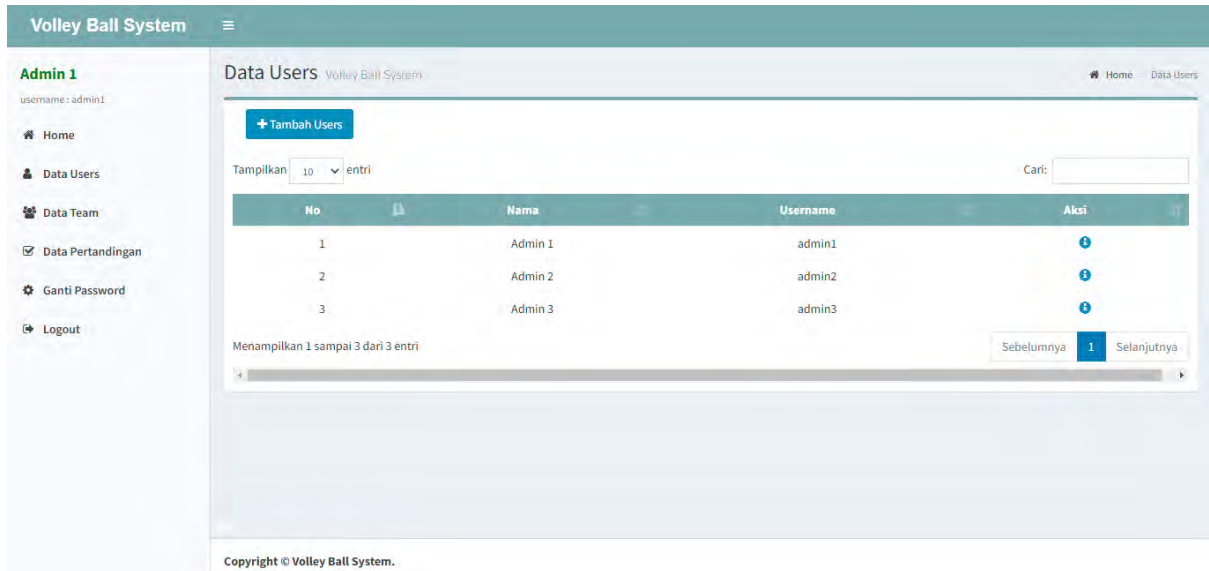 Volley Ball System
Admin 1
username : admin1
Home
Data Users
Data Team
Data Pertandingan
Ganti Password
Logout
Data Users Volley Ball System
Home Data Users
+ Tambah Users
Tampilkan 10 entri
Cari:
No Nama Username Aksi
1 Admin 1 admin1
2 Admin 2 admin2
3 Admin 3 admin3
Menampilkan 1 sampai 3 dari 3 entri
Sebelumnya 1 Selanjutnya
Copyright © Volley Ball System.